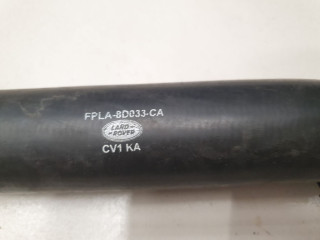 FPLA-8D033-CA
LAND-
ROVER
CV1 KA